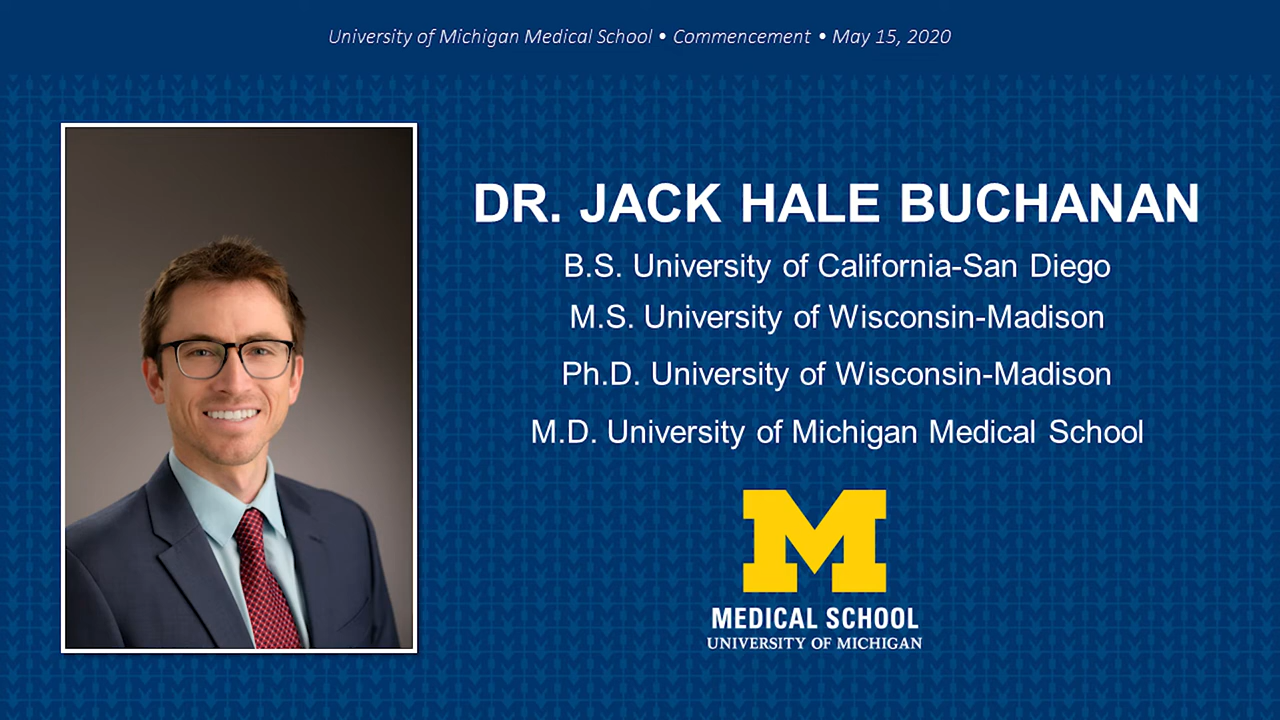 University of Michigan Medical School • Commencement • May 15, 2020
DR. JACK HALE BUCHANAN
B.S. University of California-San Diego
M.S. University of Wisconsin-Madison
Ph.D. University of Wisconsin-Madison
M.D. University of Michigan Medical School
M
MEDICAL SCHOOL
UNIVERSITY OF MICHIGAN